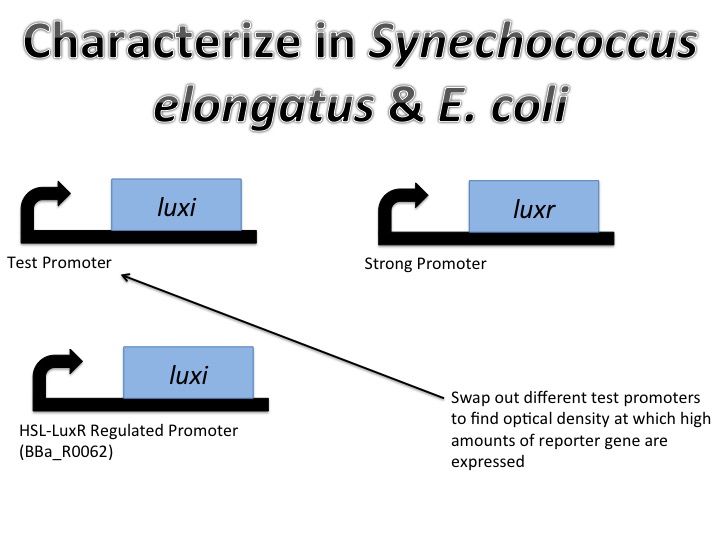 Characterize in Synechococcus
elongatus & E. coli
luxi
luxr
Test Promoter
Strong Promoter
luxi
HSL-LuxR Regulated Promoter
(BBa_R0062)
Swap out different test promoters
to find optical density at which high
amounts of reporter gene are
expressed